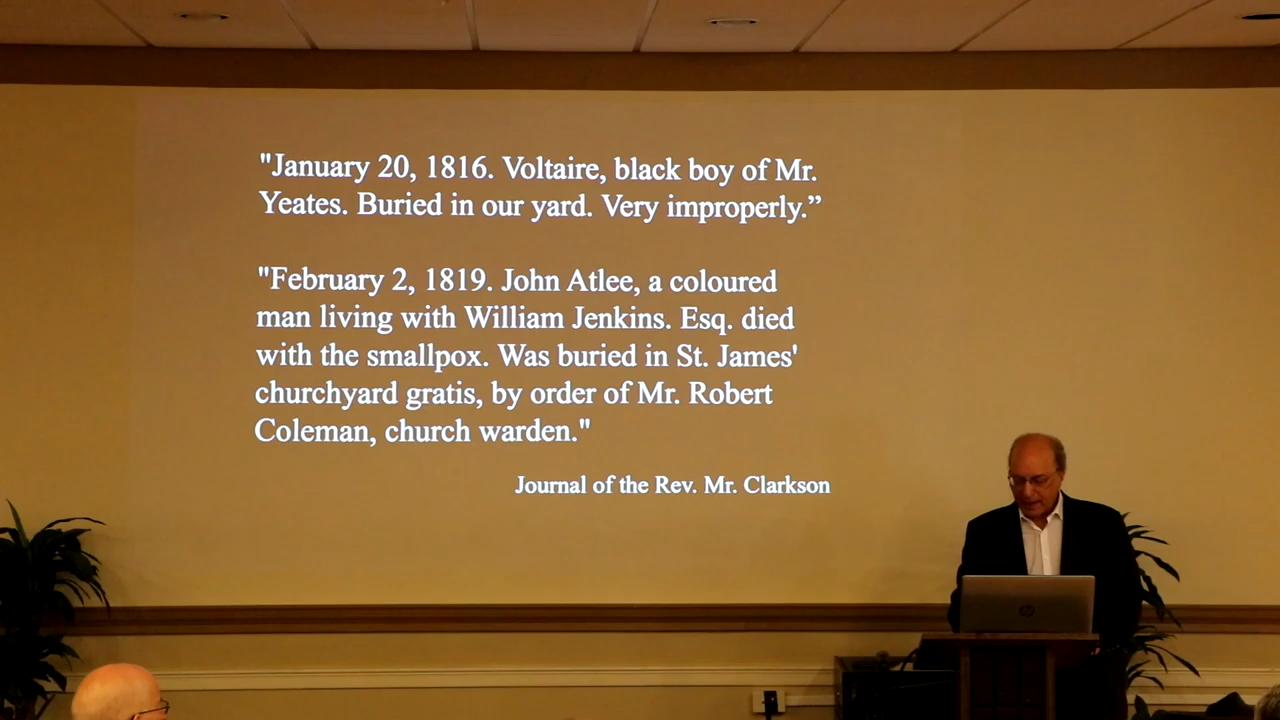 "January 20, 1816. Voltaire, black boy of Mr.
Yeates. Buried in our yard. Very improperly.”
"February 2, 1819. John Atlee, a coloured
man living with William Jenkins. Esq. died
with the smallpox. Was buried in St. James'
churchyard gratis, by order of Mr. Robert
Coleman, church warden."
Journal of the Rev. Mr. Clarkson
hp